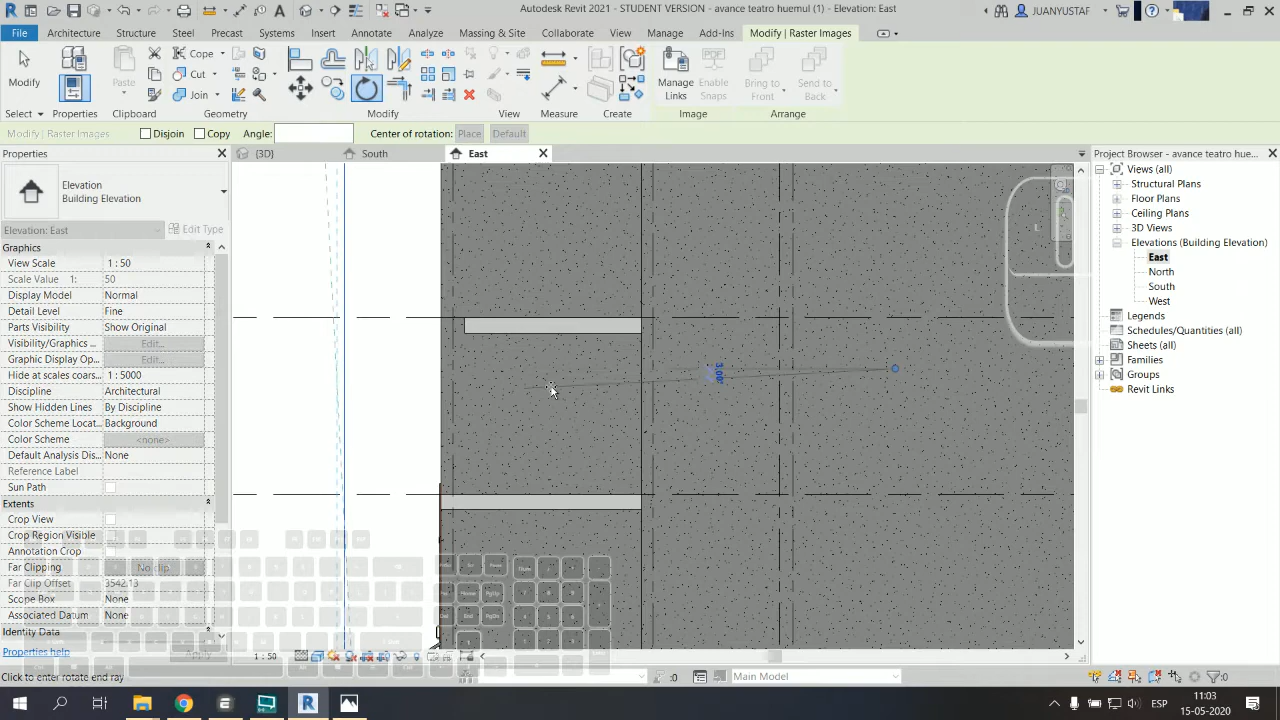 Autodesk Revit 2021 - STUDENT VERSION - avance teatro huemul (1) - Elevation: East
JUANYUSTAF
File Architecture Structure Steel Precast Systems Insert Annotate Analyze Massing & Site Collaborate View Manage Add-Ins Modify | Raster Images
Modify
Paste
Cope
Cut
Join
Manage Links
PDF
Enable Snaps
Bring to Front
Send to Back
Select Properties Clipboard Geometry Modify View Measure Create Image Arrange
Modify | Raster Images Disjoin Copy Angle: Center of rotation: Place Default
Properties
(3D) South East
Project Browser - avance teatro hue...
Elevation
Building Elevation
Elevation: East
Edit Type
Graphics
View Scale 1 : 50
Scale Value 1: 50
Display Model Normal
Detail Level Fine
Parts Visibility Show Original
Visibility/Graphics ... Edit...
Graphic Display Op... Edit...
Hide at scales coars... 1 : 5000
Discipline Architectural
Show Hidden Lines By Discipline
Color Scheme Locat... Background
Color Scheme <none>
Default Analysis Dis... None
Reference Label
Sun Path
Extents
Crop View
Crop Region Visible
Annotation Crop
Far Clipping No clip
Far Clip Offset 3542.13
Scope Box None
Associated Datum None
Identity Data
Properties help
Apply
3.00°
L
Views (all)
Structural Plans
Floor Plans
Ceiling Plans
3D Views
Elevations (Building Elevation)
East
North
South
West
Legends
Schedules/Quantities (all)
Sheets (all)
Families
Groups
Revit Links
1 : 50
Click to enter rotate end ray
:0
Main Model
:0
ESP
11:03
15-05-2020